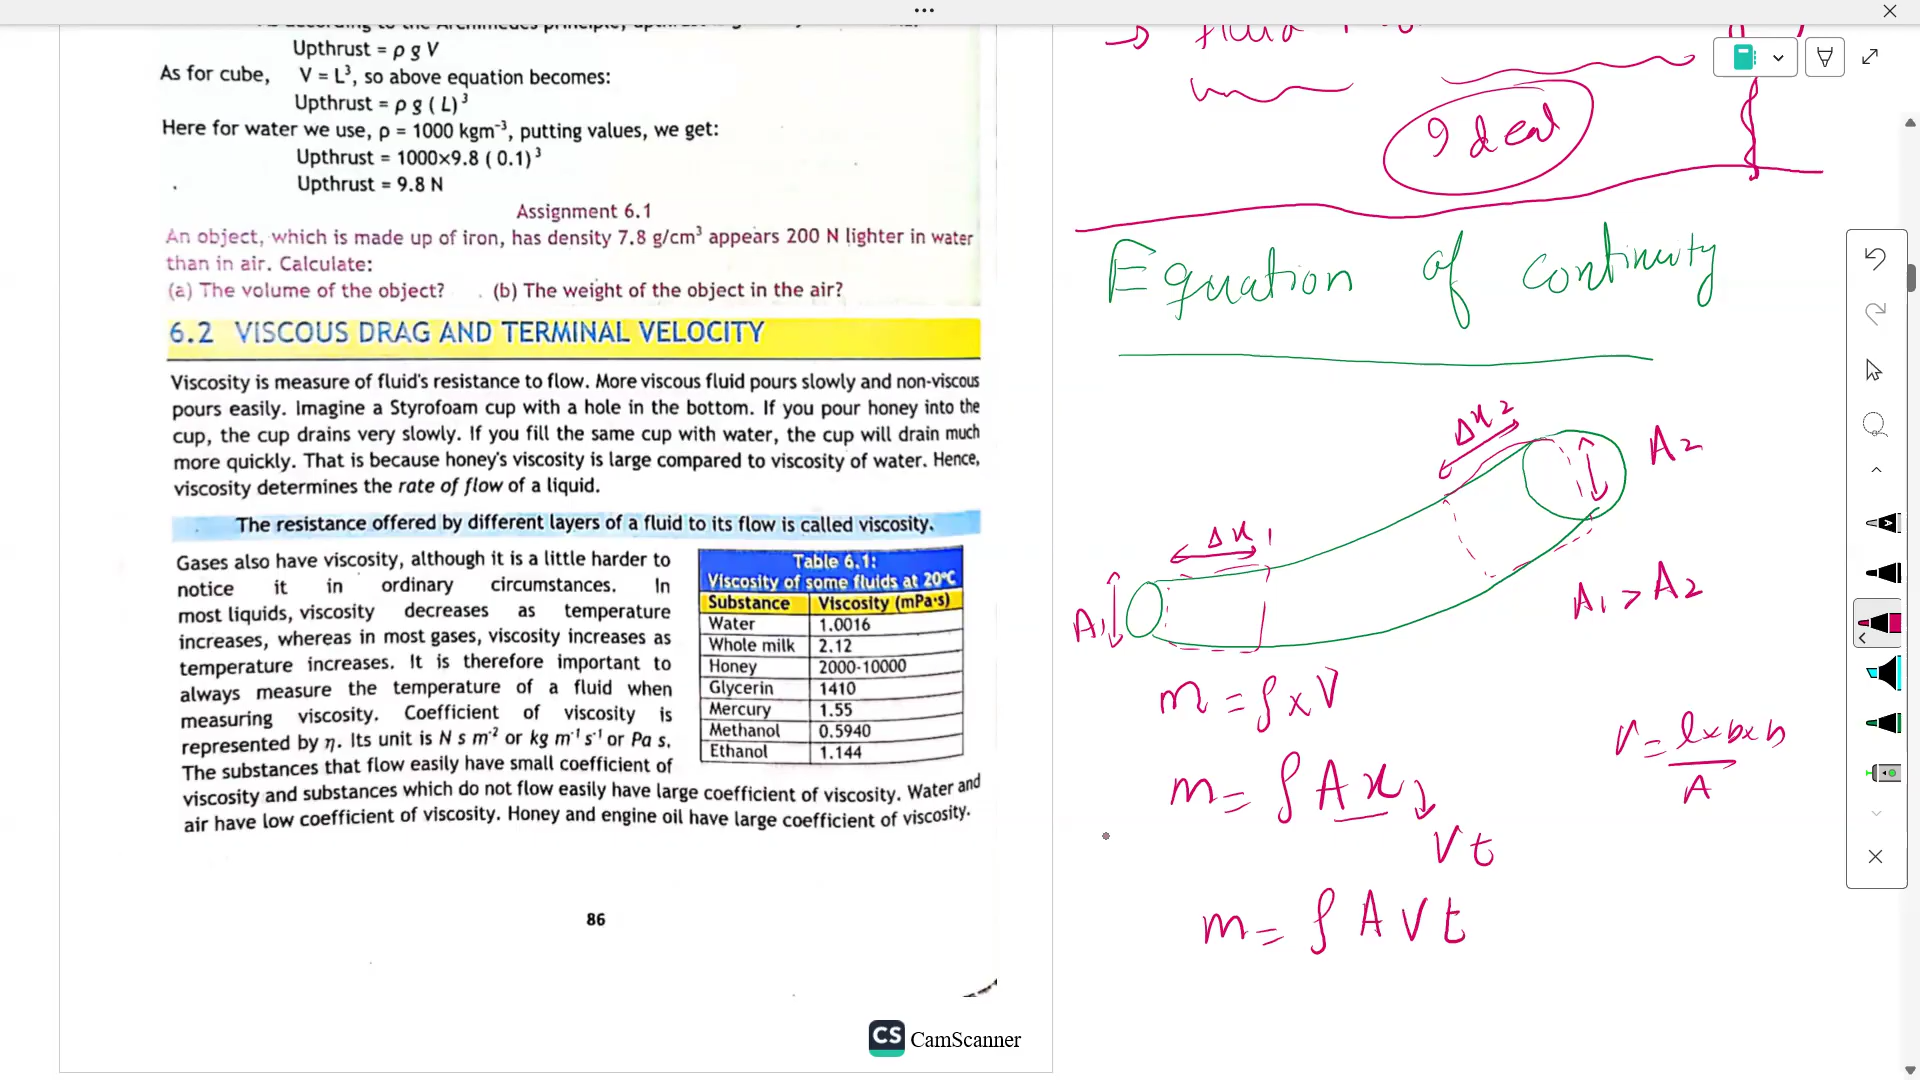 Upthrust = ρ g V
As for cube, V = L³, so above equation becomes:
Upthrust = ρ g ( L) ³
Here for water we use, ρ = 1000 kgm⁻³, putting values, we get:
Upthrust = 1000×9.8 ( 0.1) ³
Upthrust = 9.8 N
Assignment 6.1
An object, which is made up of iron, has density 7.8 g/cm³ appears 200 N lighter in water
than in air. Calculate:
(a) The volume of the object? (b) The weight of the object in the air?
6.2 VISCOUS DRAG AND TERMINAL VELOCITY
Viscosity is measure of fluid's resistance to flow. More viscous fluid pours slowly and non-viscous
pours easily. Imagine a Styrofoam cup with a hole in the bottom. If you pour honey into the
cup, the cup drains very slowly. If you fill the same cup with water, the cup will drain much
more quickly. That is because honey's viscosity is large compared to viscosity of water. Hence,
viscosity determines the rate of flow of a liquid.
The resistance offered by different layers of a fluid to its flow is called viscosity.
Gases also have viscosity, although it is a little harder to
notice it in ordinary circumstances. In
most liquids, viscosity decreases as temperature
increases, whereas in most gases, viscosity increases as
temperature increases. It is therefore important to
always measure the temperature of a fluid when
measuring viscosity. Coefficient of viscosity is
represented by η. Its unit is N s m⁻² or kg m⁻¹ s⁻¹ or Pa s.
The substances that flow easily have small coefficient of
viscosity and substances which do not flow easily have large coefficient of viscosity. Water and
air have low coefficient of viscosity. Honey and engine oil have large coefficient of viscosity.
Table 6.1:
Viscosity of some fluids at 20°C
Substance Viscosity (mPa·s)
Water 1.0016
Whole milk 2.12
Honey 2000-10000
Glycerin 1410
Mercury 1.55
Methanol 0.5940
Ethanol 1.144
86
CS CamScanner
Ideal
Equation of continuity
Δx2
A2
Δx1
A1
A1 > A2
m = ρ x V
V = l x b x h
A
m = ρ A x
V t
m = ρ A V t